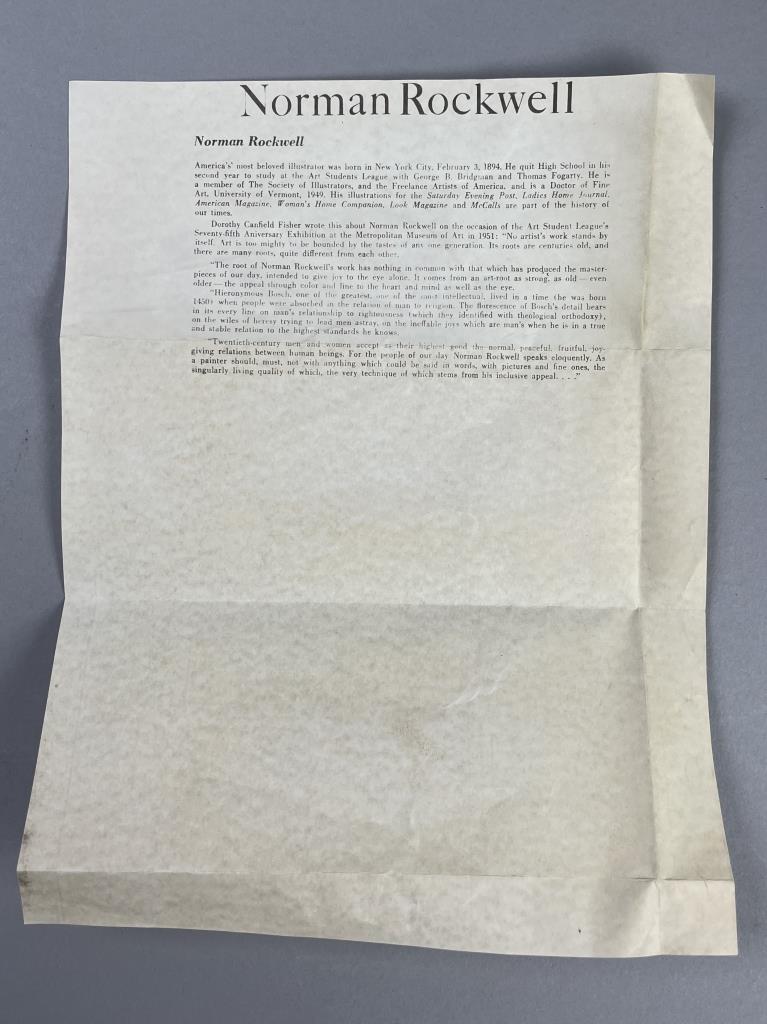 Norman Rockwell
Norman Rockwell
America's' most beloved illustrator was born in New York City, February 3, 1894. He quit High School in his
second year to study at the Art Students League with George B. Bridgman and Thomas Fogarty. He is
a member of The Society of Illustrators, and the Freelance Artists of America, and is a Doctor of Fine
Art, University of Vermont, 1949. His illustrations for the Saturday Evening Post, Ladies Home Journal,
American Magazine, Woman's Home Companion, Look Magazine and McCalls are part of the history of
our times.
Dorothy Canfield Fisher wrote this about Norman Rockwell on the occasion of the Art Student League's
Seventy-fifth Aniversary Exhibition at the Metropolitan Museum of Art in 1951: "No artist's work stands by
itself. Art is too mighty to be bounded by the tastes of any one generation. Its roots are centuries old, and
there are many roots, quite different from each other.
"The root of Norman Rockwell's work has nothing in common with that which has produced the master-
pieces of our day, intended to give joy to the eye alone. It comes from an art-root as strong, as old — even
older — the appeal through color and line to the heart and mind as well as the eye.
"Hieronymous Bosch, one of the greatest, one of the most intellectual, lived in a time (he was born
1450) when people were absorbed in the relation of man to religion. The florescence of Bosch's detail bears
in its every line on man's relationship to righteousness (which they identified with theological orthodoxy),
on the wiles of heresy trying to lead men astray, on the ineffable joys which are man's when he is in a true
and stable relation to the highest standards he knows.
"Twentieth-century men and women accept as their highest good the normal, peaceful, fruitful, joy-
giving relations between human beings. For the people of our day Norman Rockwell speaks eloquently. As
a painter should, must, not with anything which could be said in words, with pictures and fine ones, the
singularly living quality of which, the very technique of which stems from his inclusive appeal. . . ."